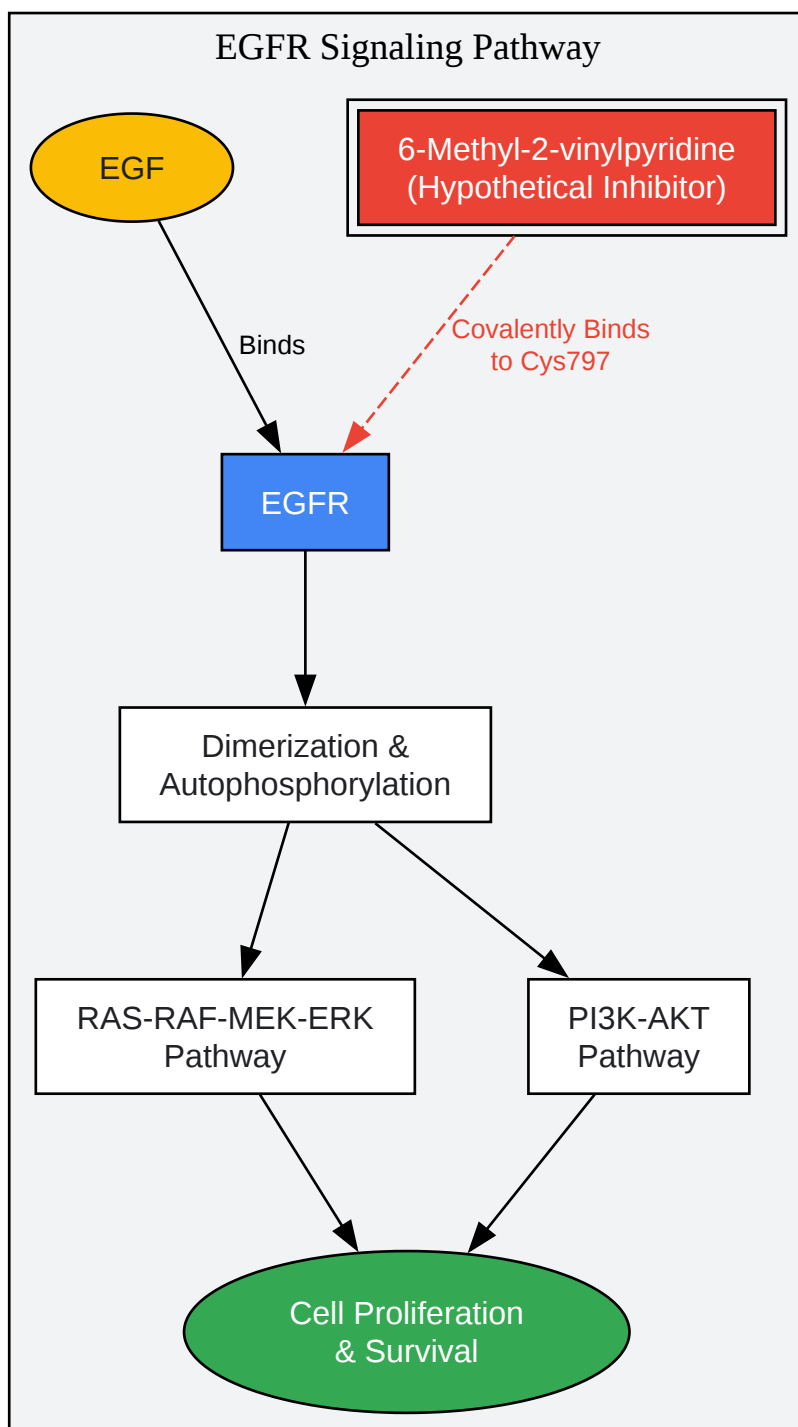 EGFR Signaling Pathway
EGF
6-Methyl-2-vinylpyridine
(Hypothetical Inhibitor)
Binds
Covalently Binds
to Cys797
EGFR
Dimerization &
Autophosphorylation
RAS-RAF-MEK-ERK
Pathway
PI3K-AKT
Pathway
Cell Proliferation
& Survival